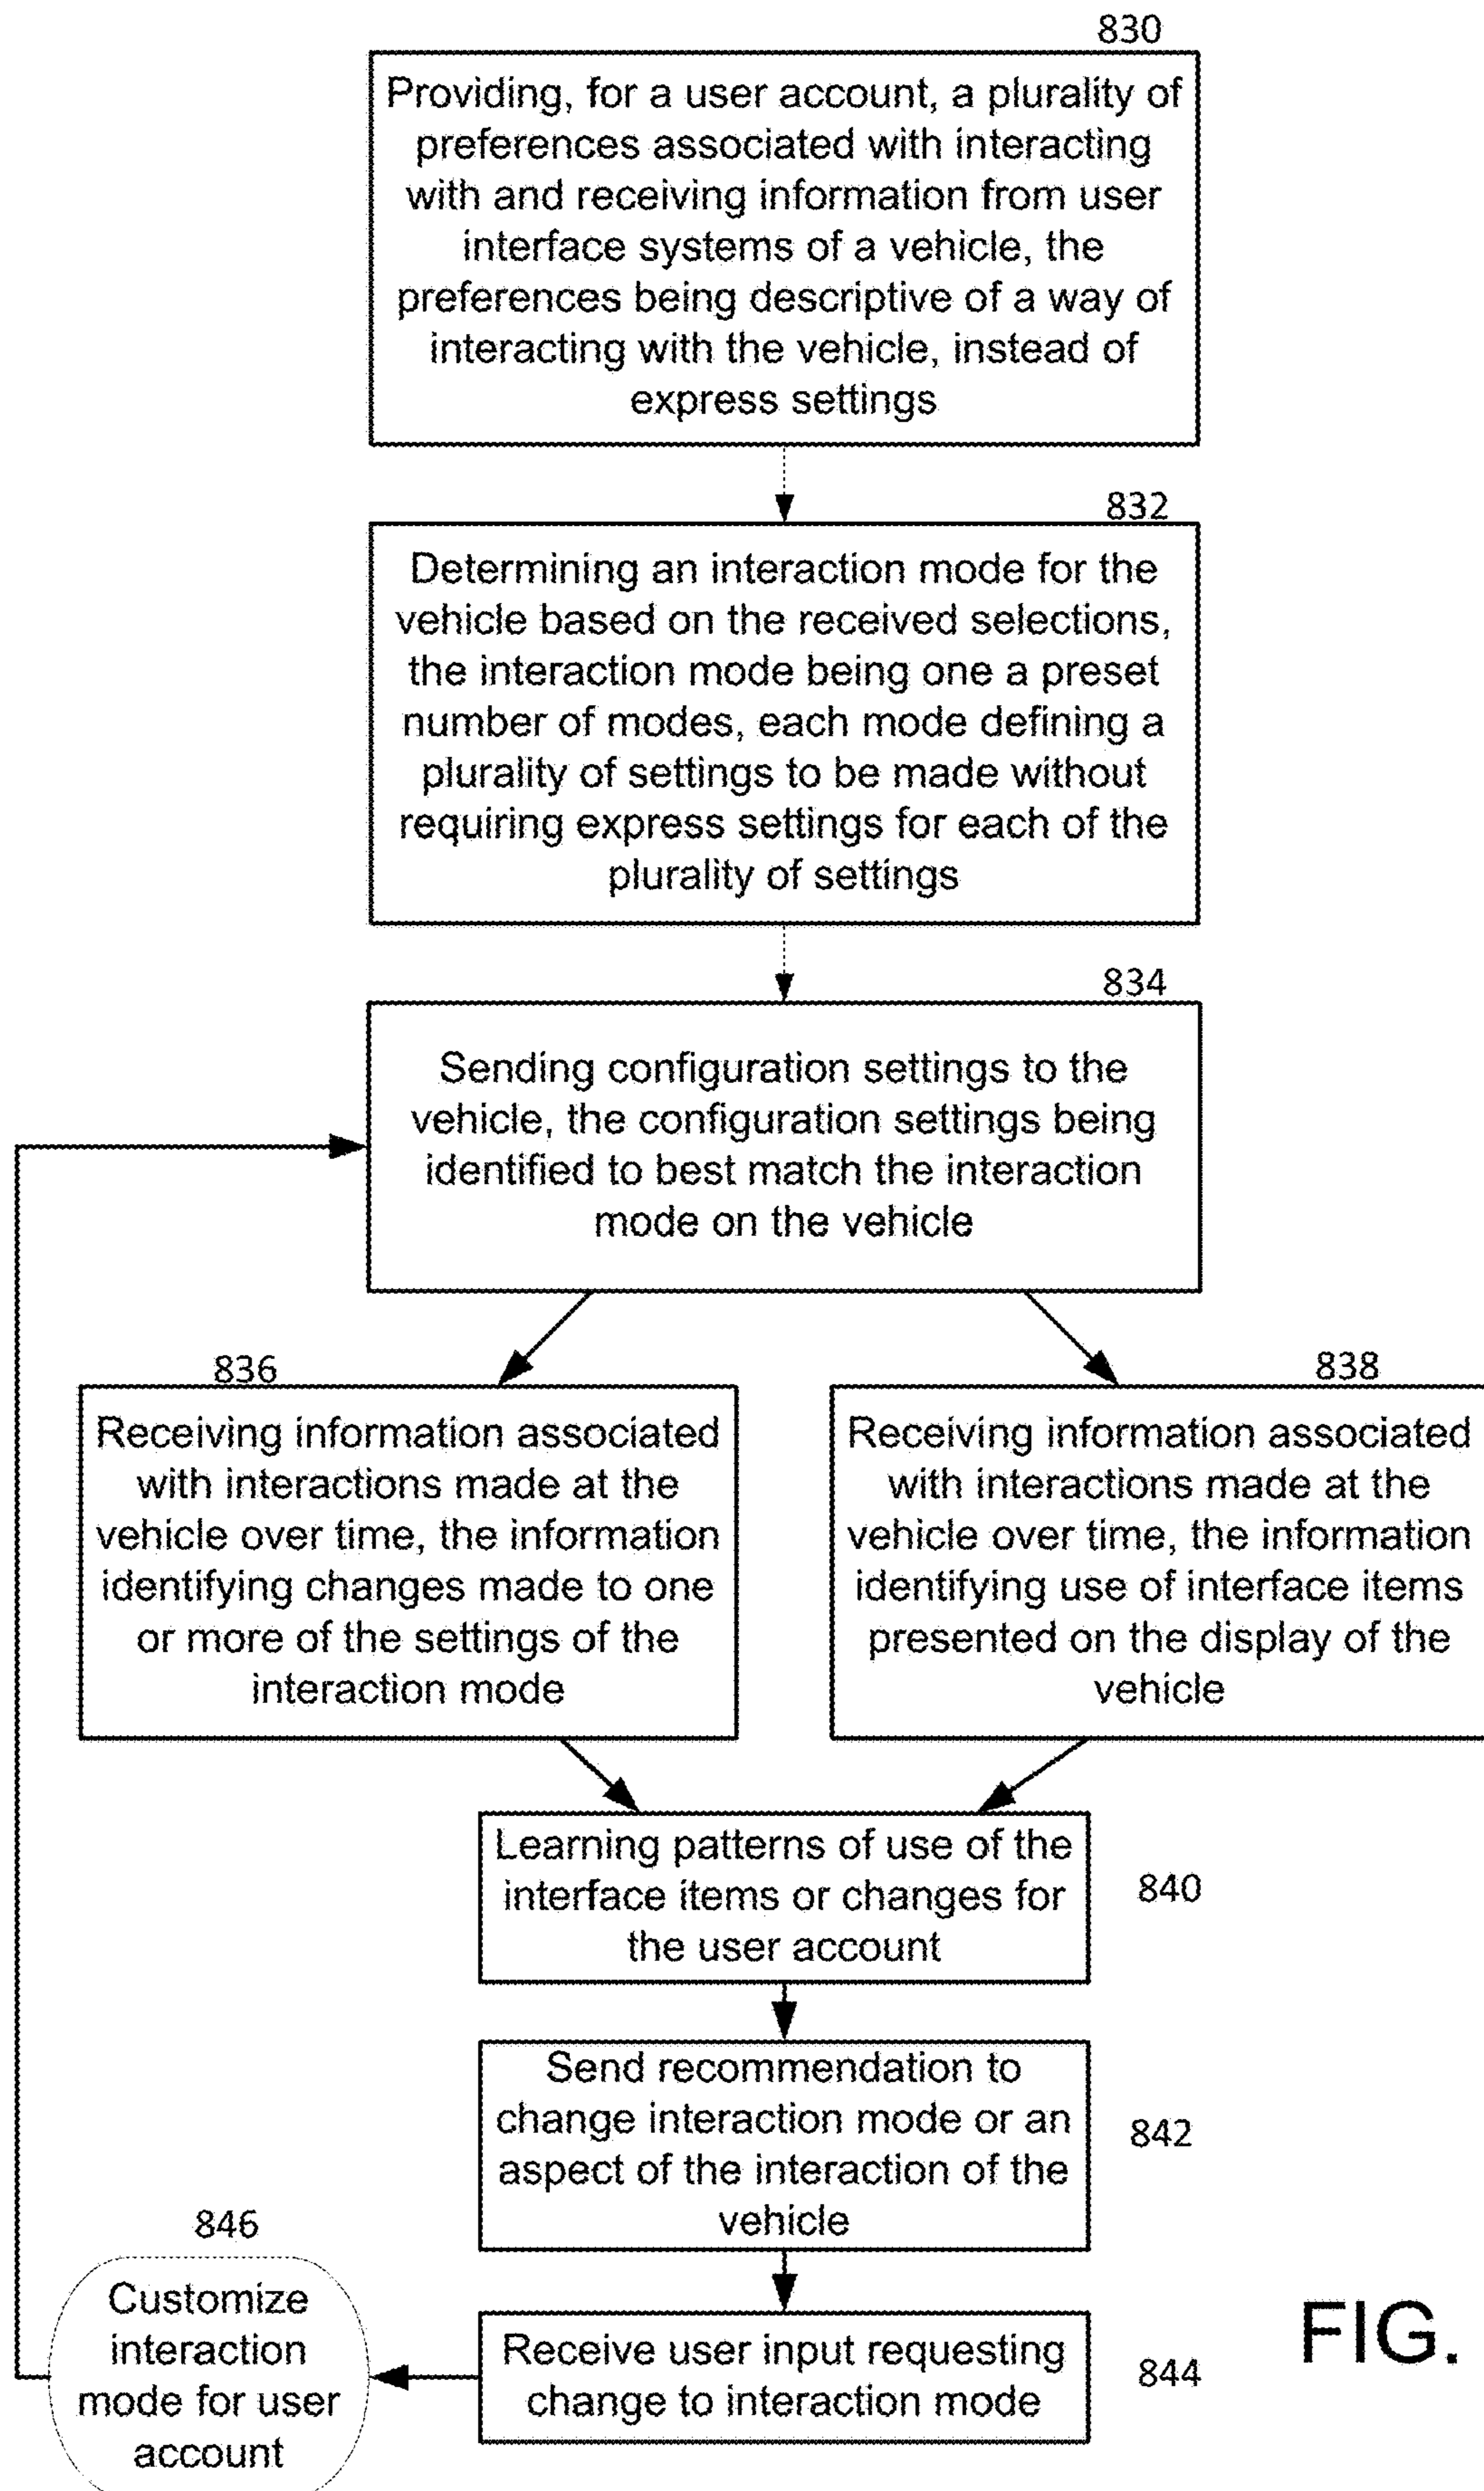 830
Providing, for a user account, a plurality of
preferences associated with interacting
with and receiving information from user
interface systems of a vehicle, the
preferences being descriptive of a way of
interacting with the vehicle, instead of
express settings
832
Determining an interaction mode for the
vehicle based on the received selections,
the interaction mode being one a preset
number of modes, each mode defining a
plurality of settings to be made without
requiring express settings for each of the
plurality of settings
834
Sending configuration settings to the
vehicle, the configuration settings being
identified to best match the interaction
mode on the vehicle
836
Receiving information associated
with interactions made at the
vehicle over time, the information
identifying changes made to one
or more of the settings of the
interaction mode
838
Receiving information associated
with interactions made at the
vehicle over time, the information
identifying use of interface items
presented on the display of the
vehicle
Learning patterns of use of the
interface items or changes for
the user account
840
Send recommendation to
change interaction mode or an
aspect of the interaction of the
vehicle
842
Receive user input requesting
change to interaction mode
844
846
Customize
interaction
mode for user
account
FIG.